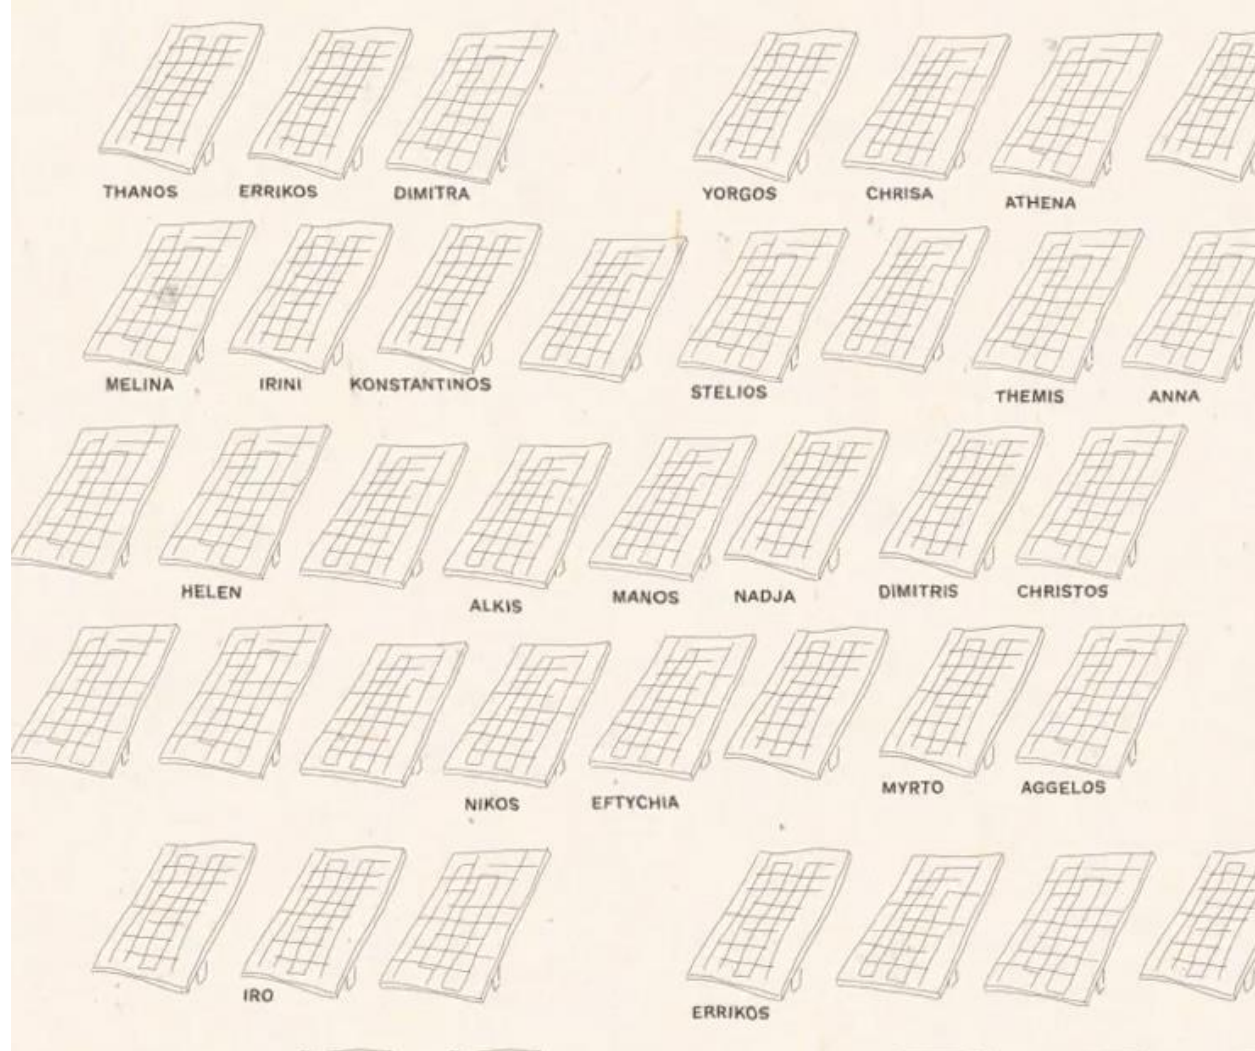 THANOS ERRIKOS DIMITRA YORGOS CHRISA ATHENA
MELINA IRINI KONSTANTINOS STELIOS THEMIS ANNA
HELEN ALKIS MANOS NADJA DIMITRIS CHRISTOS
NIKOS EFTYCHIA MYRTO AGGELOS
IRO ERRIKOS